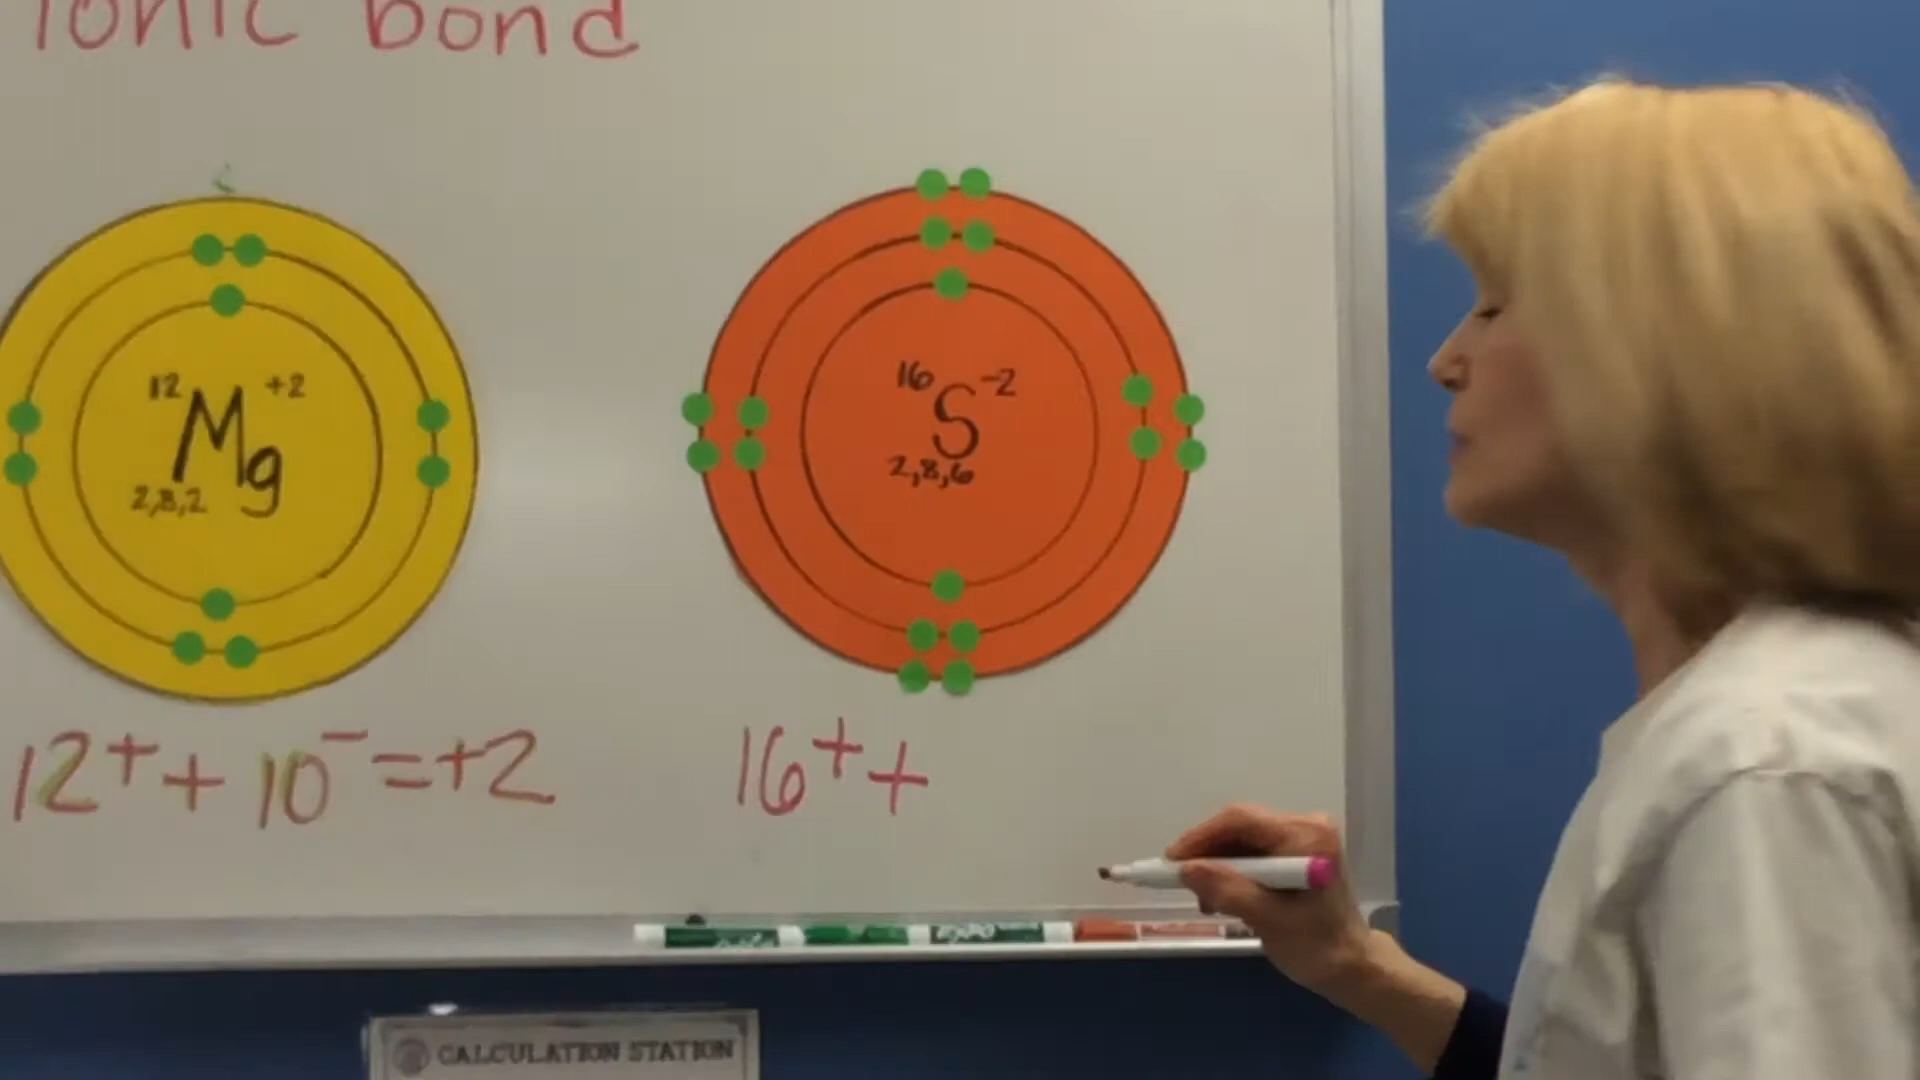 ionic bond
12 Mg +2
2,8,2
16 S -2
2,8,6
12⁺ + 10⁻ = +2
16⁺ +
EXPO
CALCULATION STATION